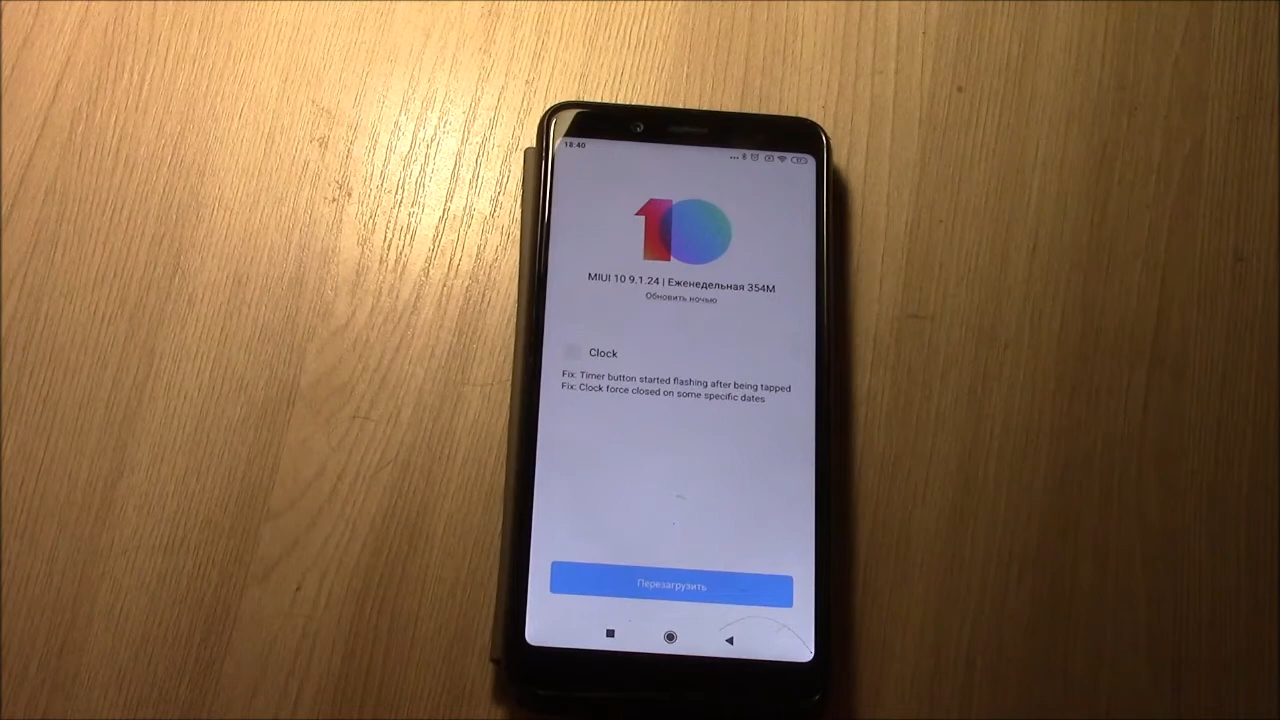 18:40
10
MIUI 10 9.1.24 | Еженедельная 354M
Обновить ночью
Clock
Fix: Timer button started flashing after being tapped
Fix: Clock force closed on some specific dates
Перезагрузить